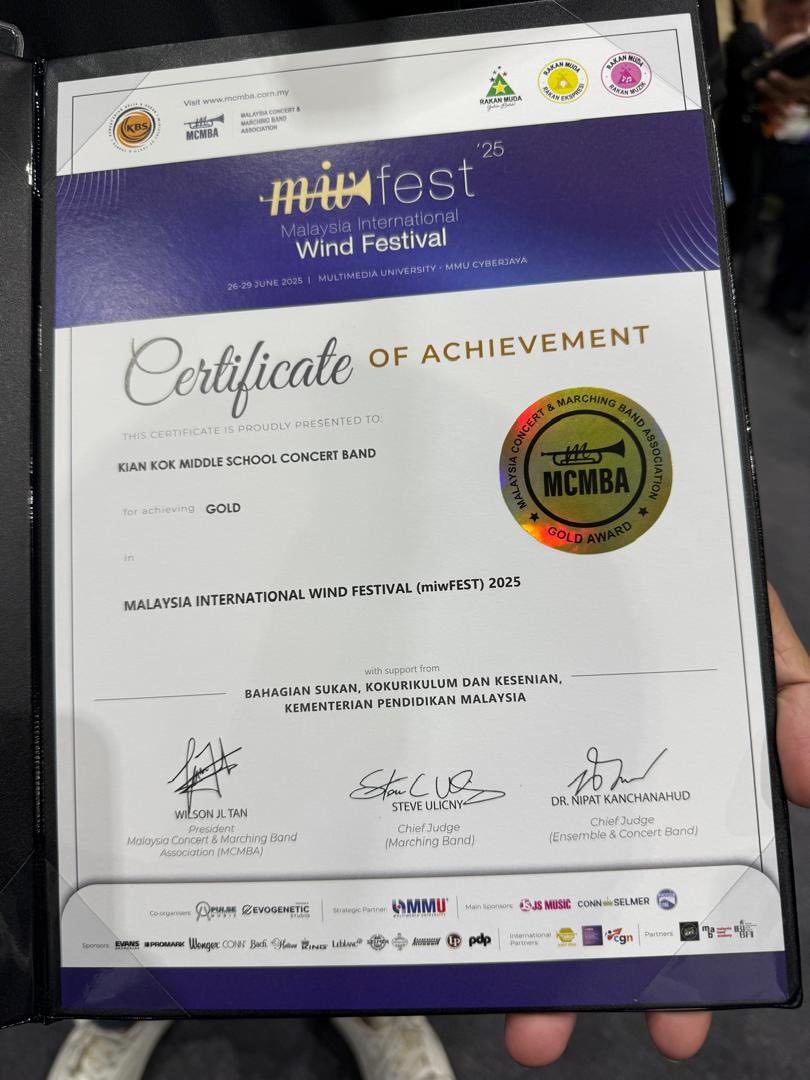 Visit www.mcmba.com.my
KBS
MCMBA
MALAYSIA CONCERT &
MARCHING BAND
ASSOCIATION
RAKAN MUDA
RAKAN MUDA
RAKAN EKSPRESI
RAKAN MUDA
RAKAN MUZIK
miwfest '25
Malaysia International
Wind Festival
26-29 JUNE 2025 | MULTIMEDIA UNIVERSITY - MMU CYBERJAYA
Certificate OF ACHIEVEMENT
THIS CERTIFICATE IS PROUDLY PRESENTED TO:
KIAN KOK MIDDLE SCHOOL CONCERT BAND
for achieving GOLD
in
MALAYSIA INTERNATIONAL WIND FESTIVAL (miwFEST) 2025
MALAYSIA CONCERT & MARCHING BAND ASSOCIATION
m
MCMBA
GOLD AWARD
with support from
BAHAGIAN SUKAN, KOKURIKULUM DAN KESENIAN,
KEMENTERIAN PENDIDIKAN MALAYSIA
WILSON JL TAN
President
Malaysia Concert & Marching Band
Association (MCMBA)
STEVE ULICNY
Chief Judge
(Marching Band)
DR. NIPAT KANCHANAHUD
Chief Judge
(Ensemble & Concert Band)
Co-organisers: PULSE MUSIC EVOGENETIC STUDIO
Strategic Partner: MMU MULTIMEDIA UNIVERSITY
Main Sponsors: JS MUSIC CONN SELMER
Sponsors: EVANS PROMARK Wenger CONN Bach Holton KING Leblanc SELMER LP pdp
International
Partners:
cgn
Partners